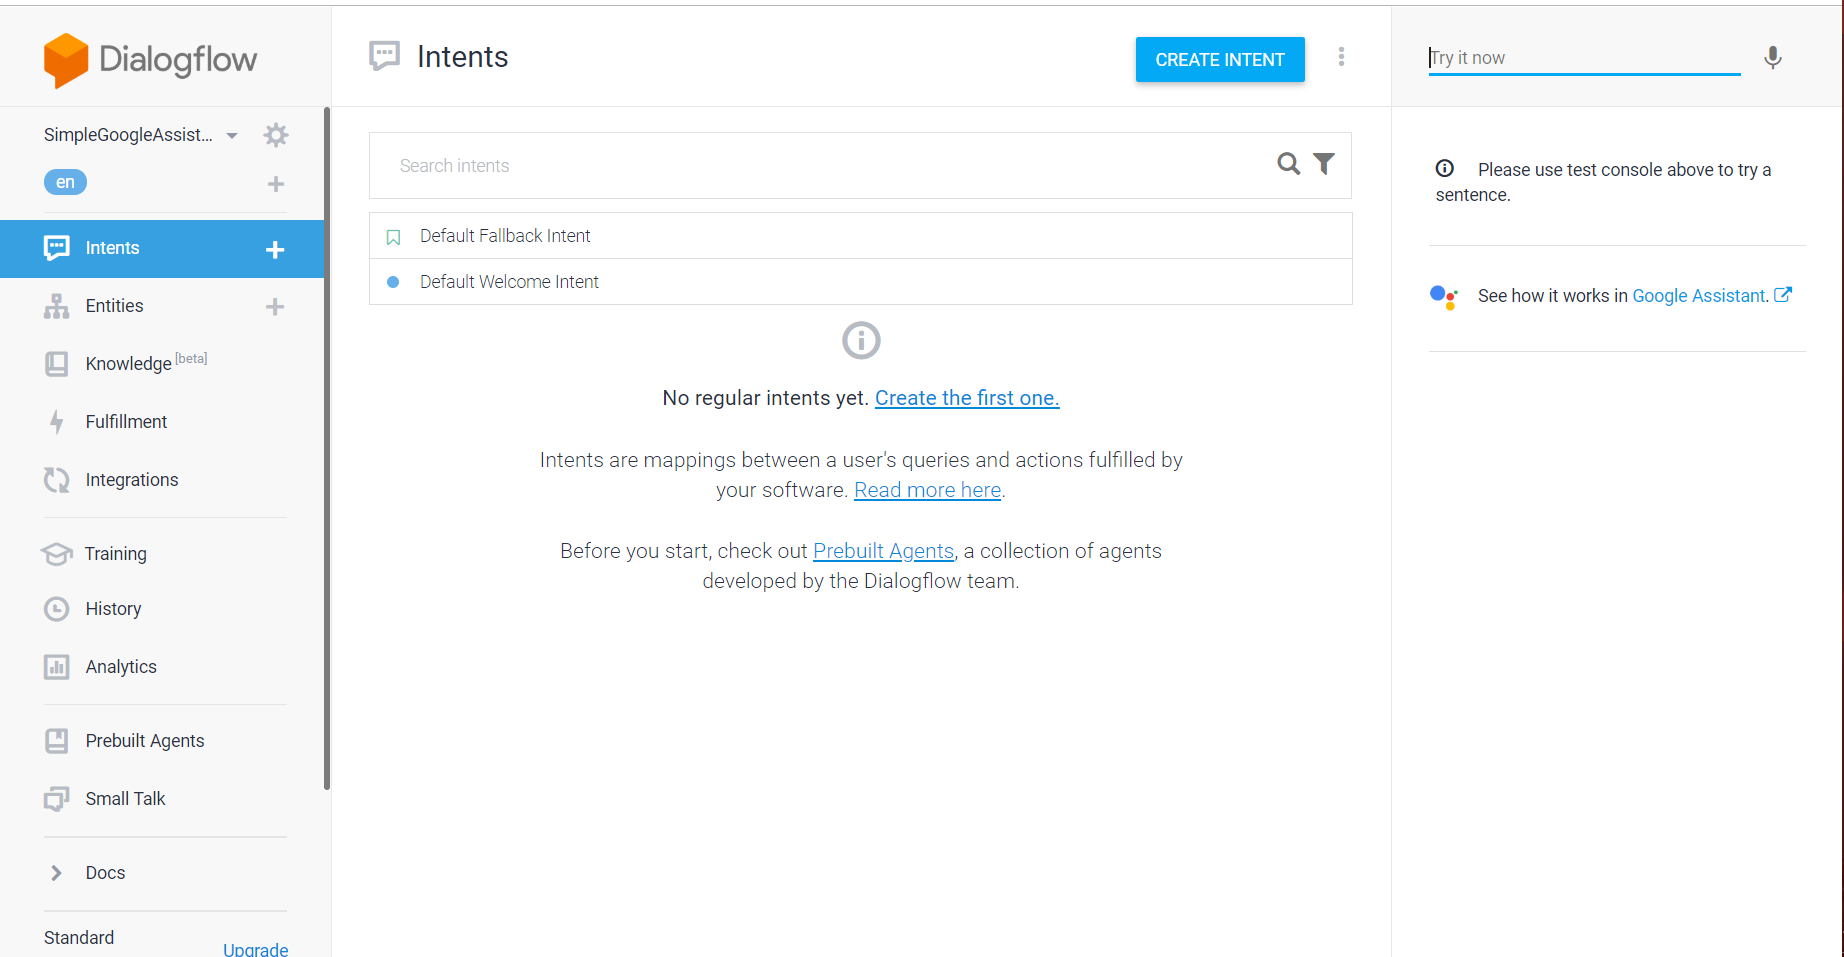 Dialogflow
SimpleGoogleAssist...
en
Intents
Entities
Knowledge [beta]
Fulfillment
Integrations
Training
History
Analytics
Prebuilt Agents
Small Talk
Docs
Standard
Upgrade
Intents
CREATE INTENT
Search intents
Default Fallback Intent
Default Welcome Intent
No regular intents yet. Create the first one.
Intents are mappings between a user's queries and actions fulfilled by
your software. Read more here.
Before you start, check out Prebuilt Agents, a collection of agents
developed by the Dialogflow team.
Try it now
Please use test console above to try a
sentence.
See how it works in Google Assistant.